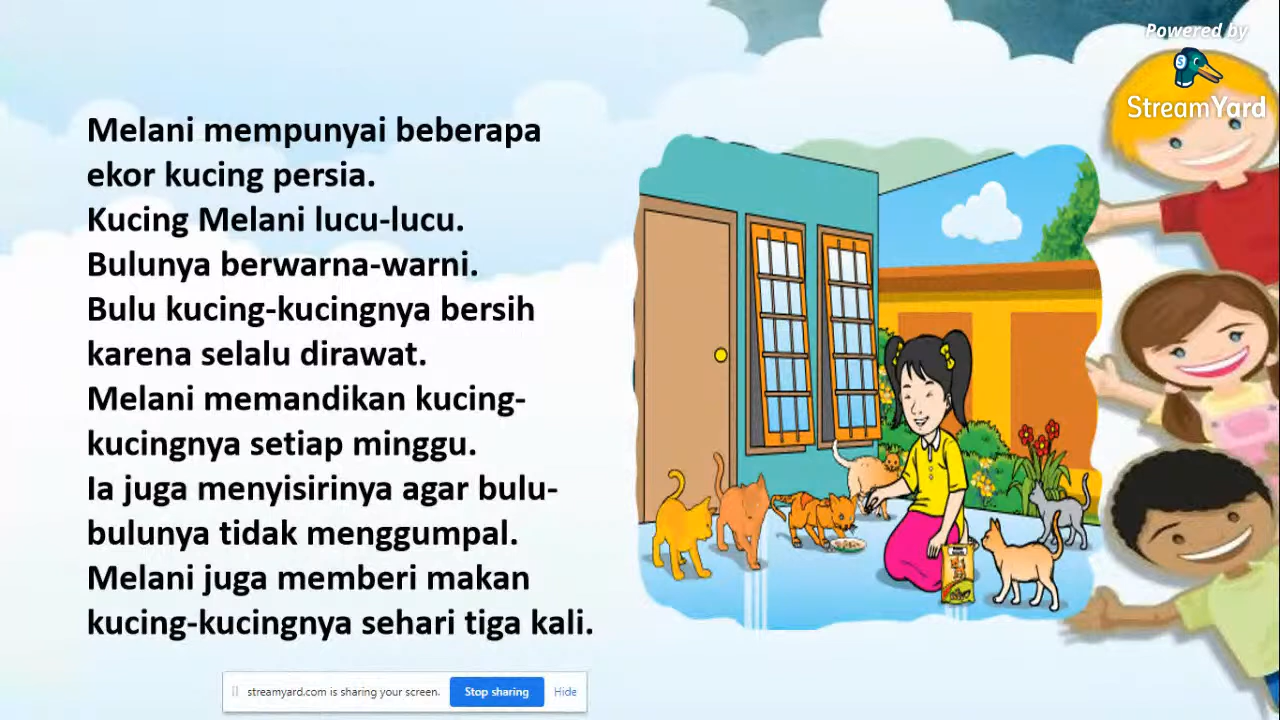 Powered by
StreamYard
Melani mempunyai beberapa
ekor kucing persia.
Kucing Melani lucu-lucu.
Bulunya berwarna-warni.
Bulu kucing-kucingnya bersih
karena selalu dirawat.
Melani memandikan kucing-
kucingnya setiap minggu.
Ia juga menyisirinya agar bulu-
bulunya tidak menggumpal.
Melani juga memberi makan
kucing-kucingnya sehari tiga kali.
streamyard.com is sharing your screen.
Stop sharing
Hide